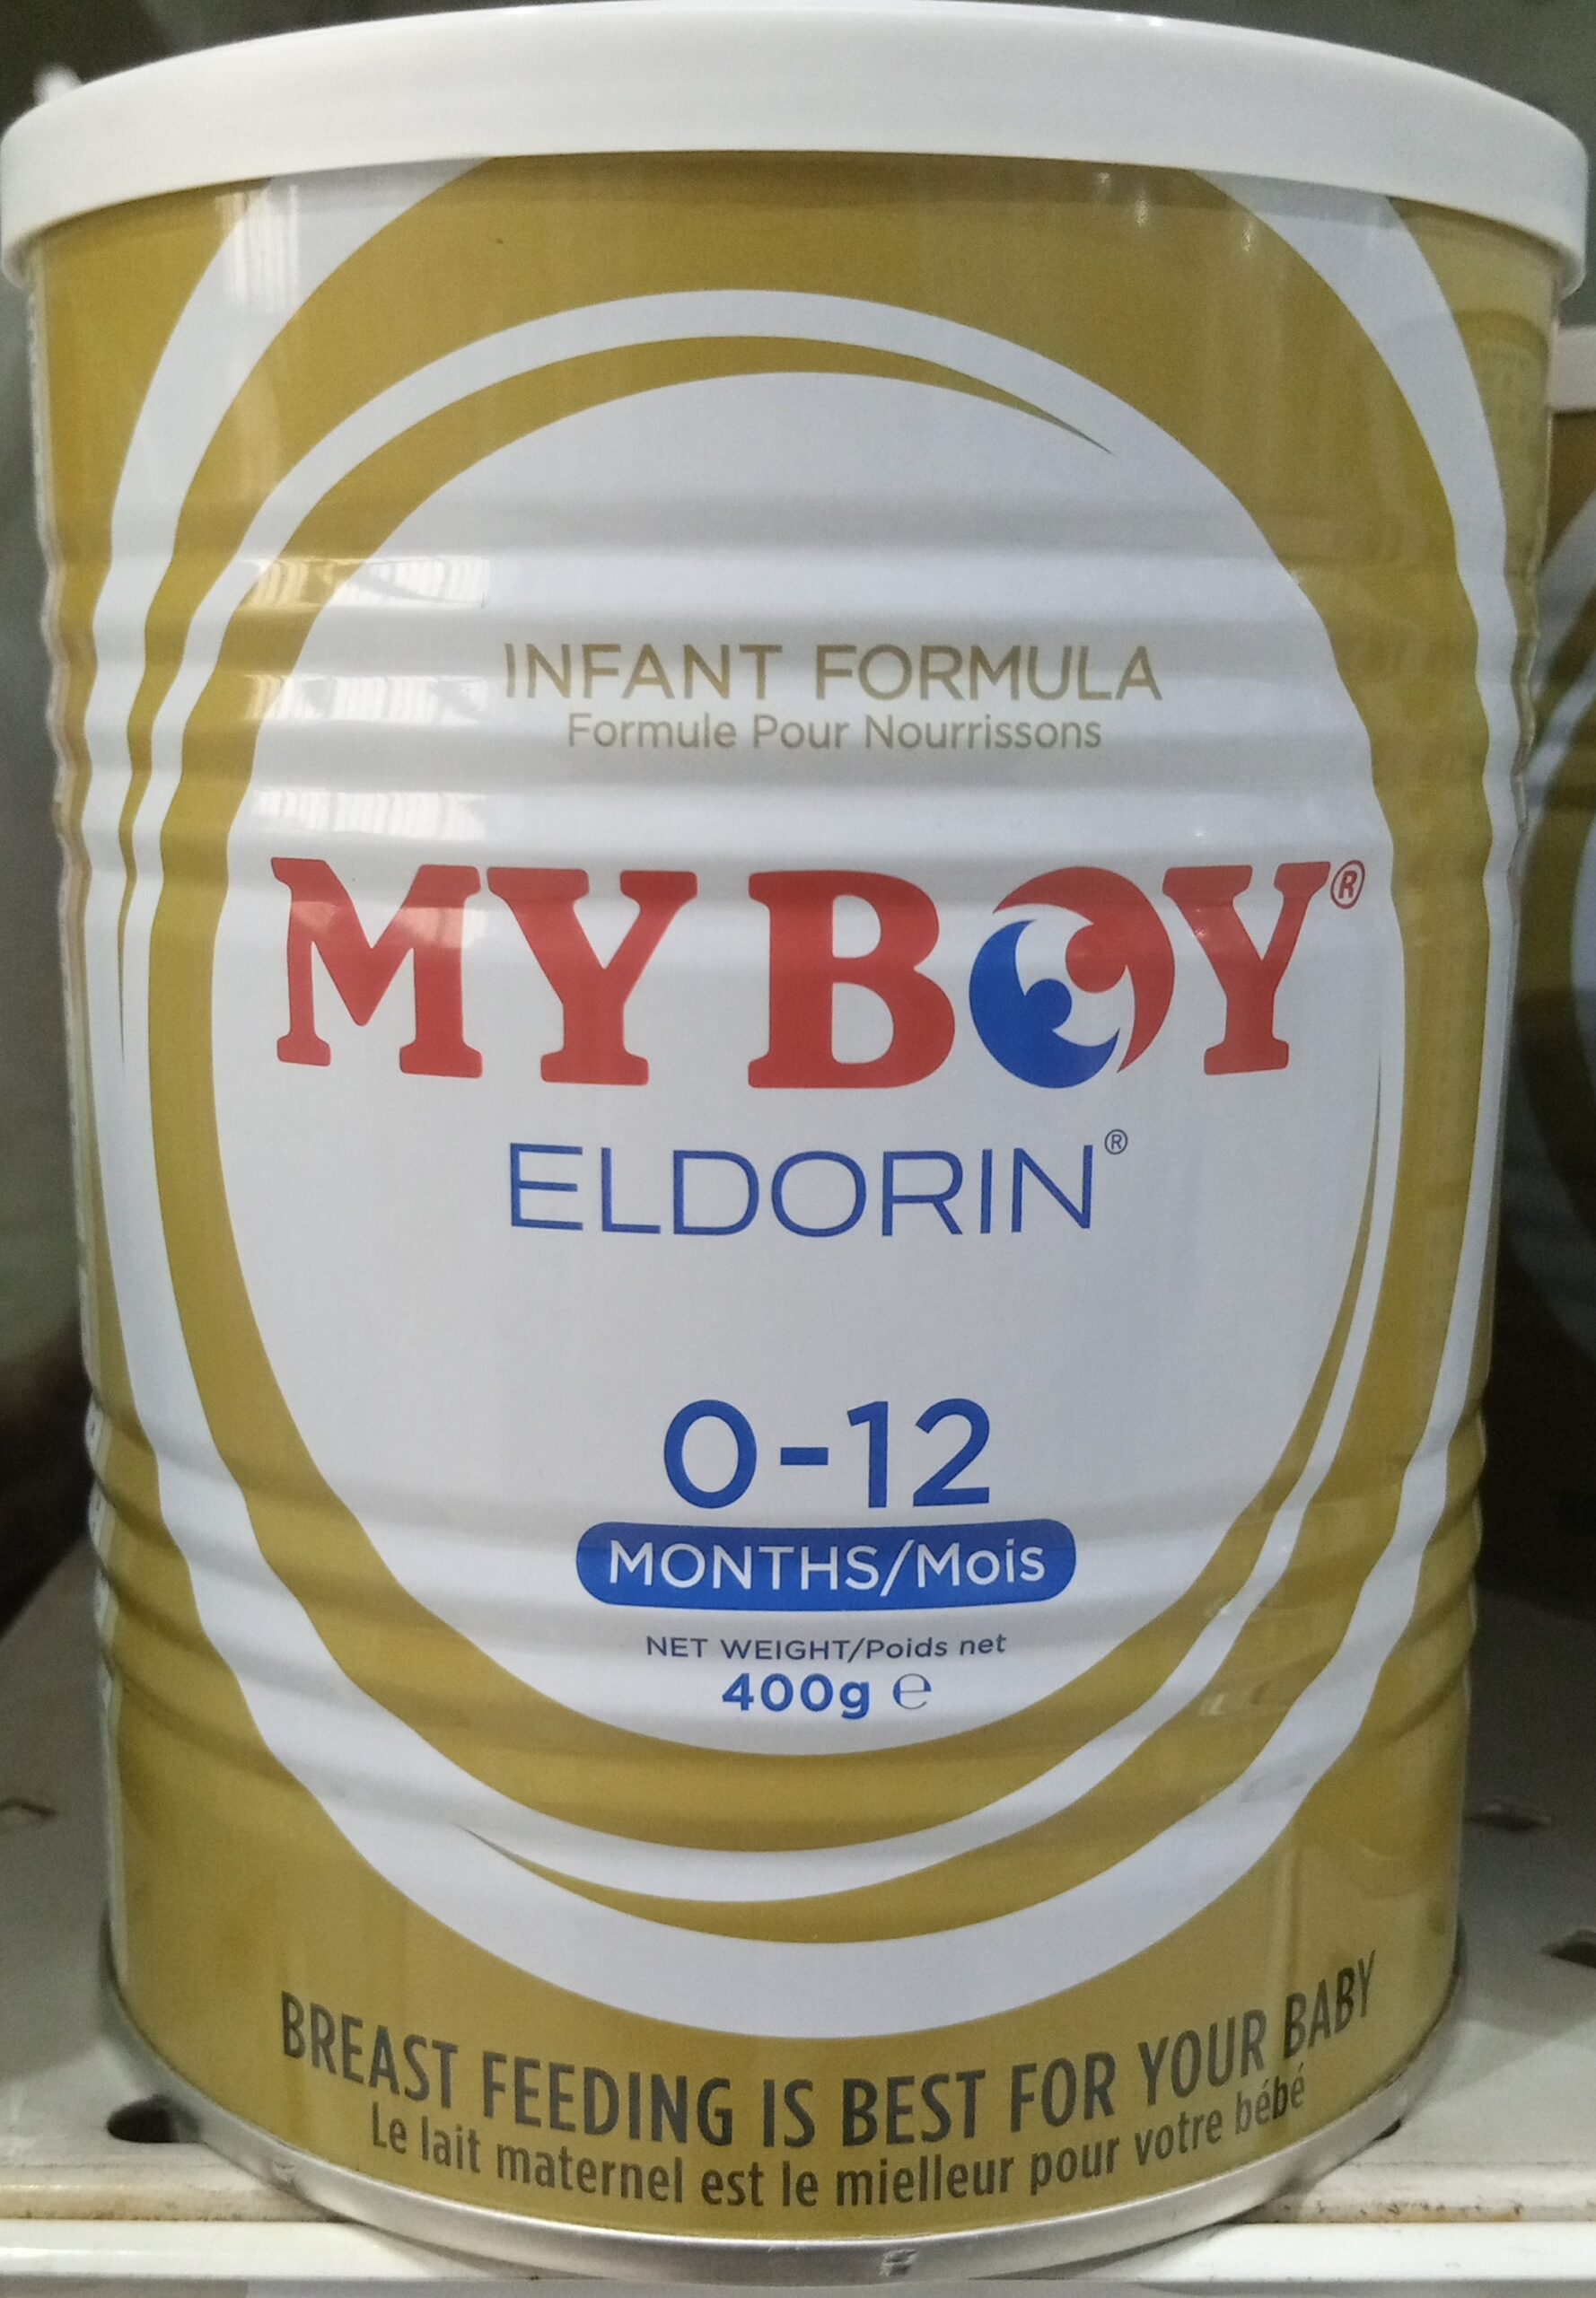 INFANT FORMULA
Formule Pour Nourrissons
MY BOY®
ELDORIN®
0-12
MONTHS/Mois
NET WEIGHT/Poids net
400g ℮
BREAST FEEDING IS BEST FOR YOUR BABY
Le lait maternel est le mielleur pour votre bébé